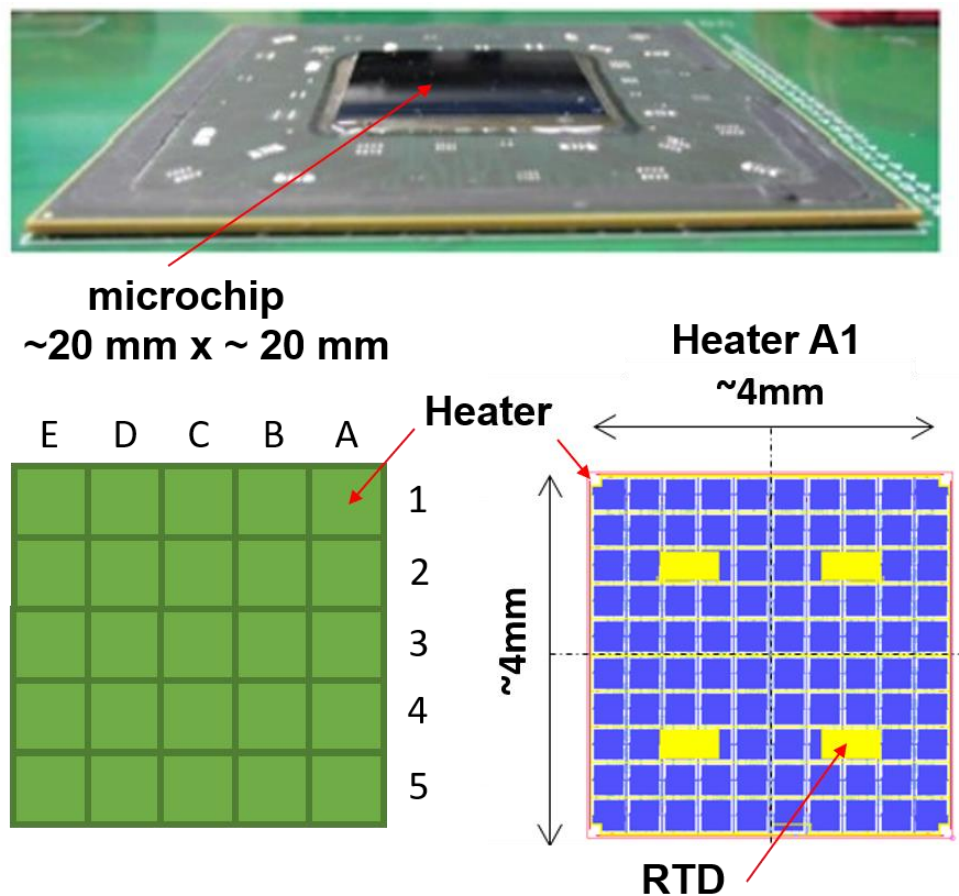 microchip
~20 mm x ~ 20 mm
Heater A1
~4mm
Heater
E D C B A
1
2
3
4
5
~4mm
RTD